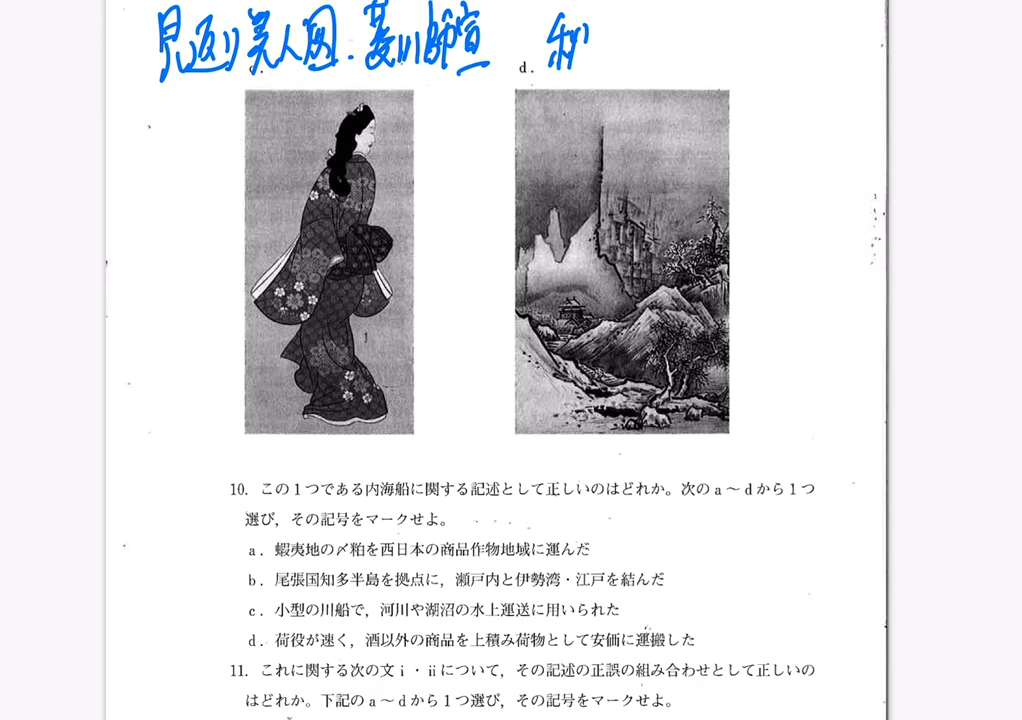 見返り美人図.菱川師宣
c.
d.
10. この1つである内海船に関する記述として正しいのはどれか。次のa～dから1つ
選び，その記号をマークせよ。
a．蝦夷地の〆粕を西日本の商品作物地域に運んだ
b．尾張国知多半島を拠点に，瀬戸内と伊勢湾・江戸を結んだ
c．小型の川船で，河川や湖沼の水上運送に用いられた
d．荷役が速く，酒以外の商品を上積み荷物として安価に運搬した
11. これに関する次の文ⅰ・ⅱについて，その記述の正誤の組み合わせとして正しいの
はどれか。下記のa～dから1つ選び，その記号をマークせよ。